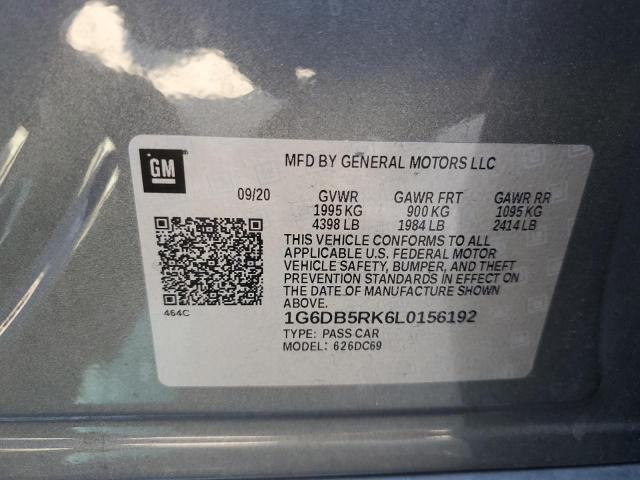 GM
MFD BY GENERAL MOTORS LLC
09/20 GVWR GAWR FRT GAWR RR
1995 KG 900 KG 1095 KG
4398 LB 1984 LB 2414 LB
THIS VEHICLE CONFORMS TO ALL
APPLICABLE U.S. FEDERAL MOTOR
VEHICLE SAFETY, BUMPER, AND THEFT
PREVENTION STANDARDS IN EFFECT ON
THE DATE OF MANUFACTURE SHOWN
ABOVE.
464C
1G6DB5RK6L0156192
TYPE: PASS CAR
MODEL: 626DC69